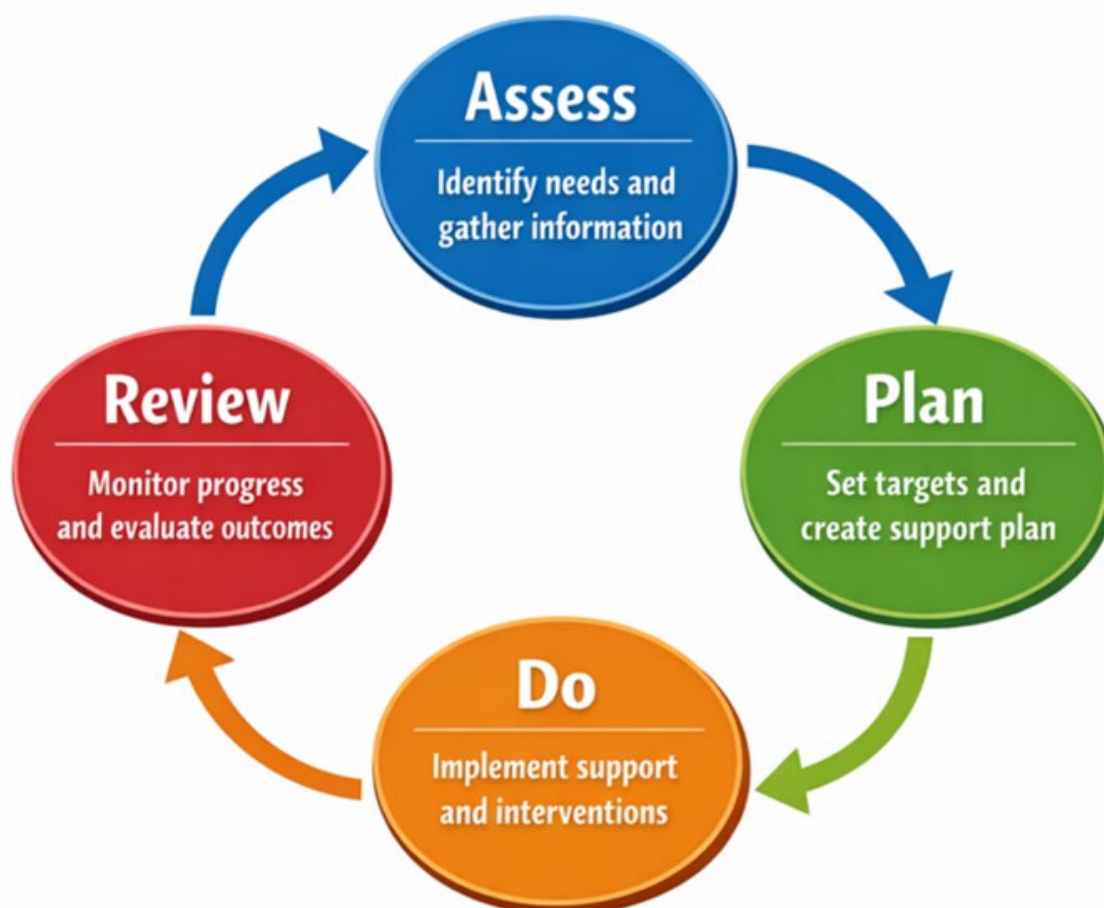 Assess
Identify needs and
gather information
Plan
Set targets and
create support plan
Do
Implement support
and interventions
Review
Monitor progress
and evaluate outcomes